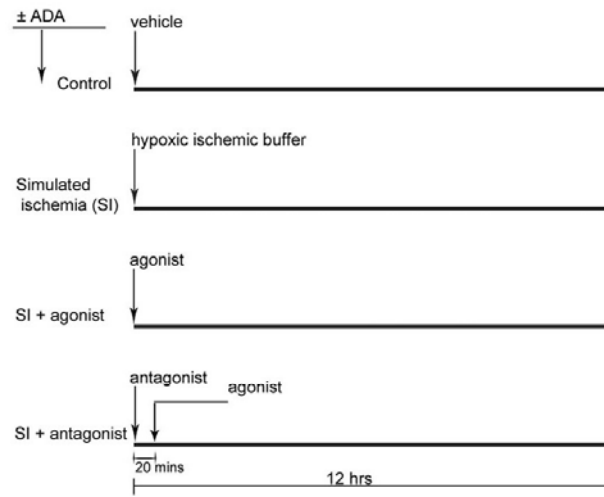 ± ADA
vehicle
Control
hypoxic ischemic buffer
Simulated
ischemia (SI)
agonist
SI + agonist
antagonist
agonist
SI + antagonist
20 mins
12 hrs